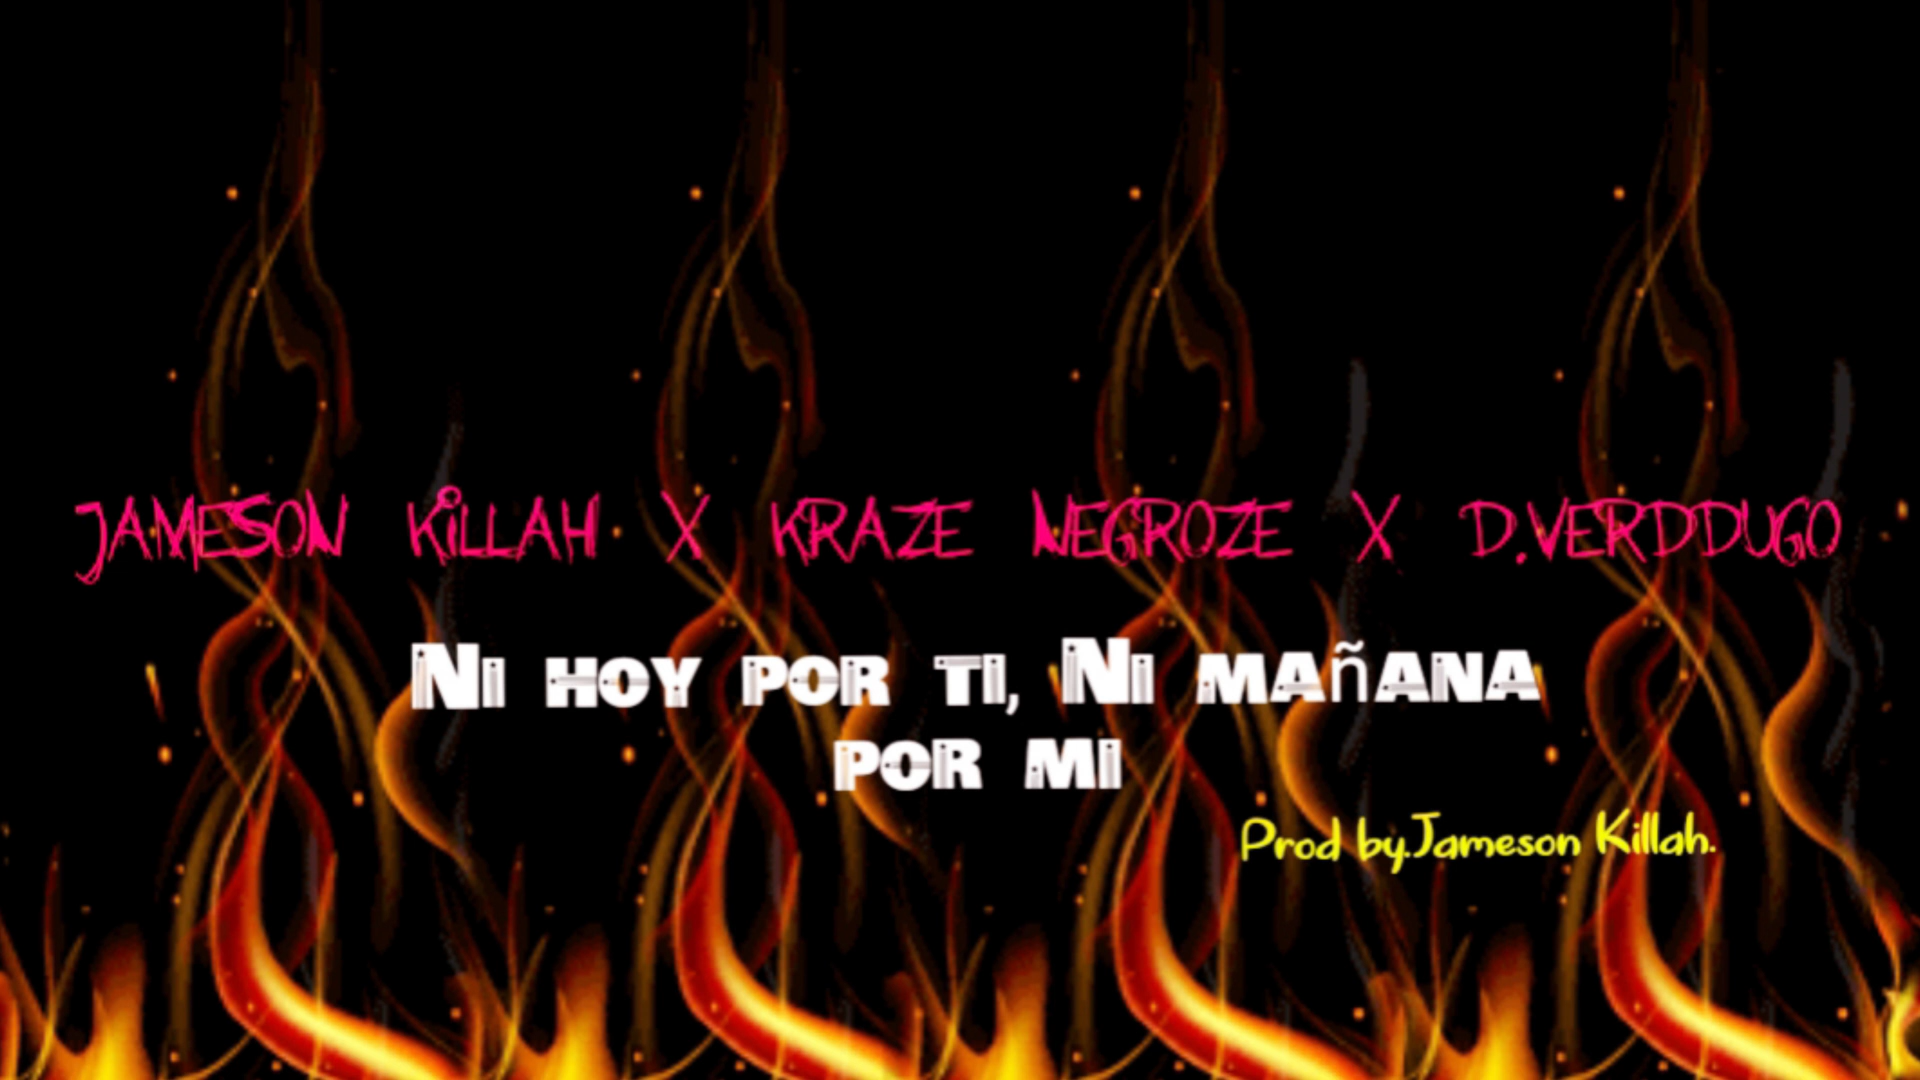 JAMESON KiLLAH X KRAZE NEGROZE X D.VERDDUGO
Ni hoy por ti, Ni mañana
por mi
Prod by.Jameson Killah.